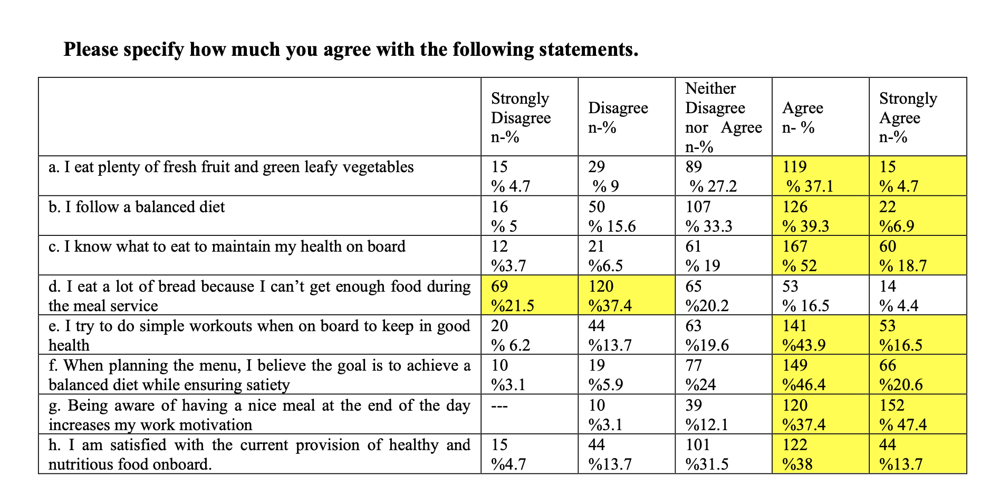 Please specify how much you agree with the following statements.
Strongly
Disagree
n-%
Disagree
n-%
Neither
Disagree
nor Agree
n-%
Agree
n- %
Strongly
Agree
n-%
a. I eat plenty of fresh fruit and green leafy vegetables
15
% 4.7
29
% 9
89
% 27.2
119
% 37.1
15
% 4.7
b. I follow a balanced diet
16
% 5
50
% 15.6
107
% 33.3
126
% 39.3
22
%6.9
c. I know what to eat to maintain my health on board
12
%3.7
21
%6.5
61
% 19
167
% 52
60
% 18.7
d. I eat a lot of bread because I can’t get enough food during
the meal service
69
%21.5
120
%37.4
65
%20.2
53
% 16.5
14
% 4.4
e. I try to do simple workouts when on board to keep in good
health
20
% 6.2
44
%13.7
63
%19.6
141
%43.9
53
%16.5
f. When planning the menu, I believe the goal is to achieve a
balanced diet while ensuring satiety
10
%3.1
19
%5.9
77
%24
149
%46.4
66
%20.6
g. Being aware of having a nice meal at the end of the day
increases my work motivation
---
10
%3.1
39
%12.1
120
%37.4
152
% 47.4
h. I am satisfied with the current provision of healthy and
nutritious food onboard.
15
%4.7
44
%13.7
101
%31.5
122
%38
44
%13.7